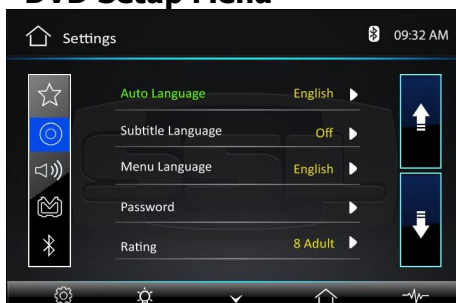 DVD Setup Menu
Settings 09:32 AM
Auto Language English
Subtitle Language Off
Menu Language English
Password
Rating 8 Adult